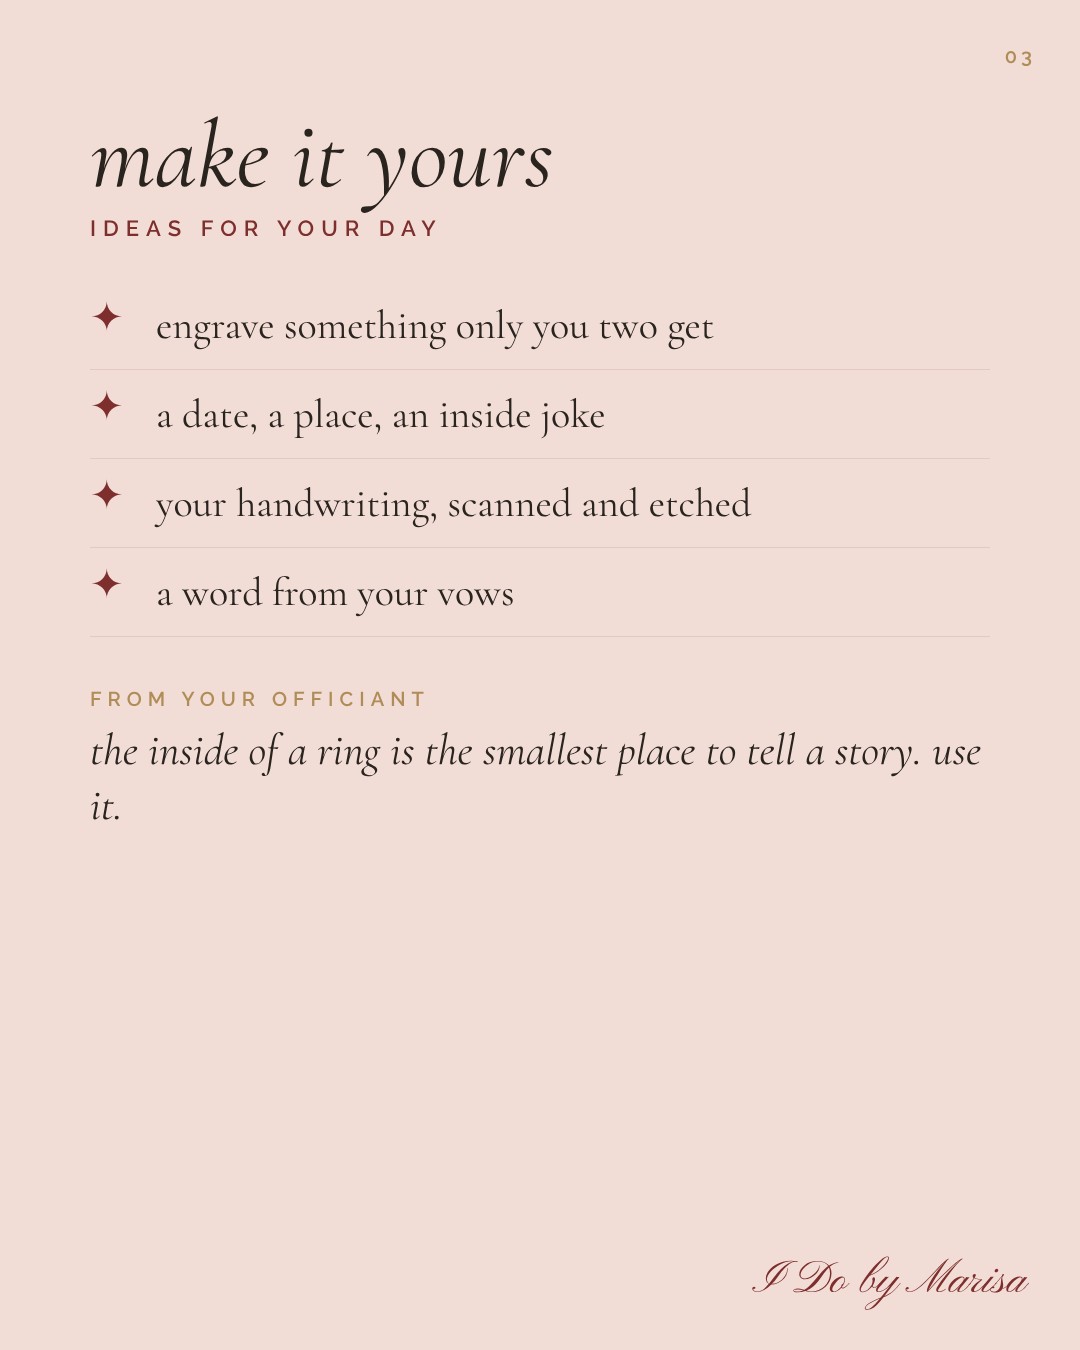 03
make it yours
IDEAS FOR YOUR DAY
✦ engrave something only you two get
✦ a date, a place, an inside joke
✦ your handwriting, scanned and etched
✦ a word from your vows
FROM YOUR OFFICIANT
the inside of a ring is the smallest place to tell a story. use
it.
I Do by Marisa